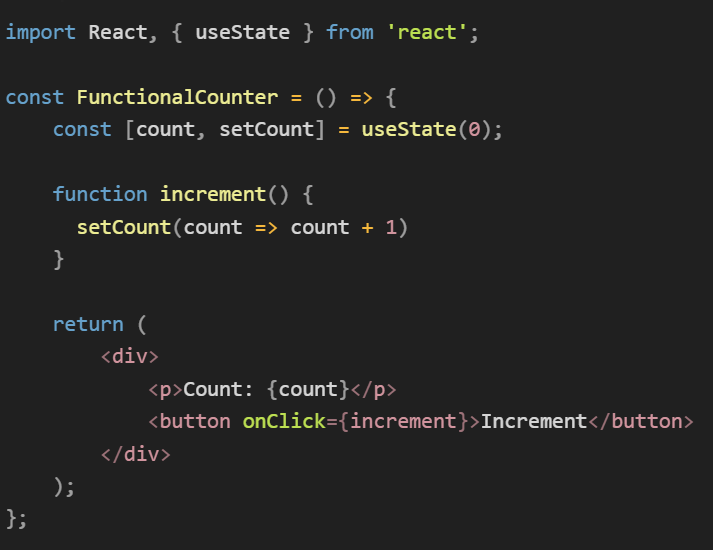 import React, { useState } from 'react';

const FunctionalCounter = () => {
    const [count, setCount] = useState(0);

    function increment() {
      setCount(count => count + 1)
    }

    return (
        <div>
            <p>Count: {count}</p>
            <button onClick={increment}>Increment</button>
        </div>
    );
};